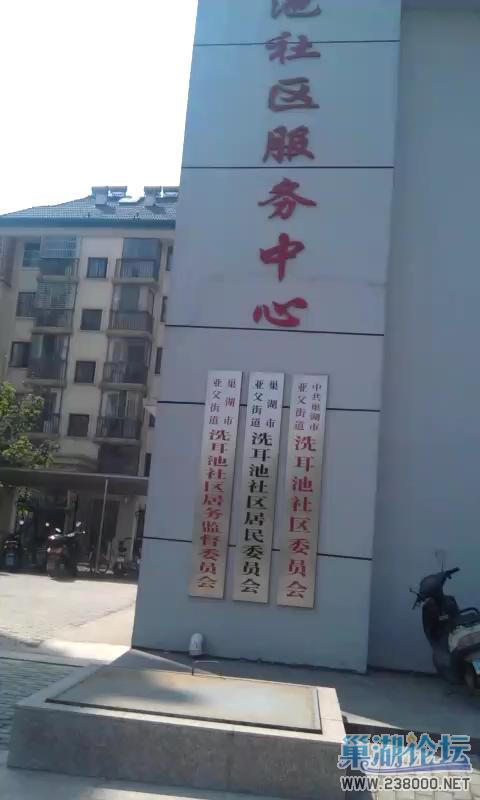 池社区服务中心
中共巢湖市
亚父街道
洗耳池社区委员会
巢湖市
亚父街道
洗耳池社区居民委员会
巢湖市
亚父街道
洗耳池社区居务监督委员会
巢湖论坛
www.238000.net